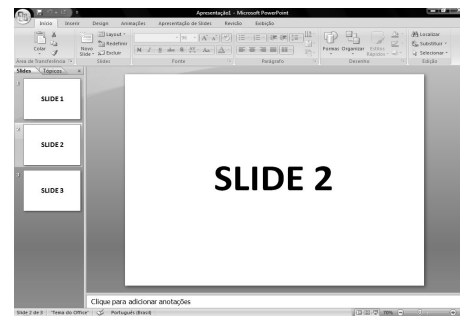 Apresentação1 - Microsoft PowerPoint
Início Inserir Design Animações Apresentação de Slides Revisão Exibição
Colar
Novo Slide
Layout
Redefinir
Excluir
Formas Organizar Estilos Rápidos
Localizar
Substituir
Selecionar
Área de Transferência Slides Fonte Parágrafo Desenho Edição
Slides Tópicos
1
SLIDE 1
2
SLIDE 2
3
SLIDE 3
SLIDE 2
Clique para adicionar anotações
Slide 2 de 3 "Tema do Office" Português (Brasil) 70%